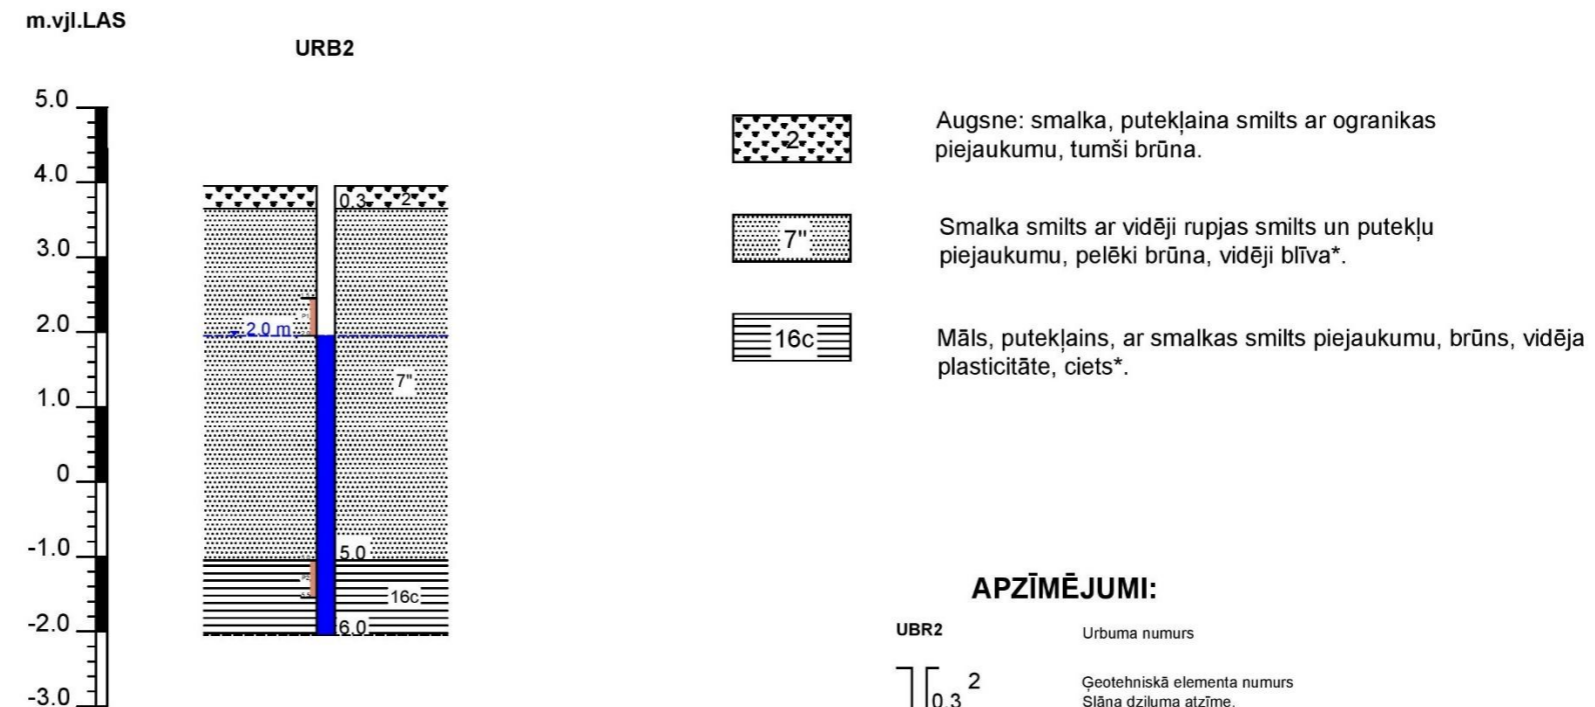 m.vjl.LAS
URB2
5.0
4.0
3.0
2.0
1.0
0
-1.0
-2.0
-3.0
0.3
2
2.0 m
7"
5.0
16c
6.0
2
Augsne: smalka, putekļaina smilts ar ogranikas
piejaukumu, tumši brūna.
7"
Smalka smilts ar vidēji rupjas smilts un putekļu
piejaukumu, pelēki brūna, vidēji blīva*.
16c
Māls, putekļains, ar smalkas smilts piejaukumu, brūns, vidēja
plasticitāte, ciets*.
APZĪMĒJUMI:
UBR2 Urbuma numurs
2 Ģeotehniskā elementa numurs
0.3 Slāņa dziļuma atzīme.